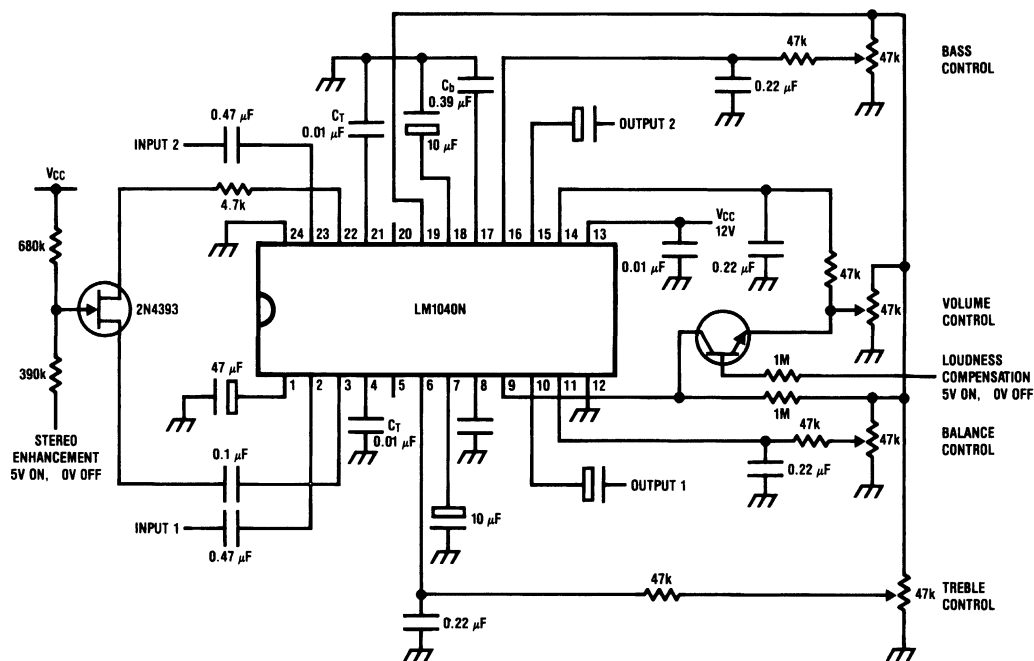 47k
47k
BASS
CONTROL
0.22 µF
Cb
0.39 µF
CT
0.01 µF
10 µF
0.47 µF
INPUT 2
OUTPUT 2
VCC
4.7k
680k
2N4393
390k
STEREO
ENHANCEMENT
5V ON, 0V OFF
24 23 22 21 20 19 18 17 16 15 14 13
VCC
12V
0.01 µF
0.22 µF
47k
47k
VOLUME
CONTROL
LM1040N
1M
LOUDNESS
COMPENSATION
5V ON, 0V OFF
1M
47 µF
1 2 3 4 5 6 7 8 9 10 11 12
CT
0.01 µF
47k
47k
BALANCE
CONTROL
0.22 µF
0.1 µF
OUTPUT 1
INPUT 1
0.47 µF
10 µF
47k
47k
TREBLE
CONTROL
0.22 µF